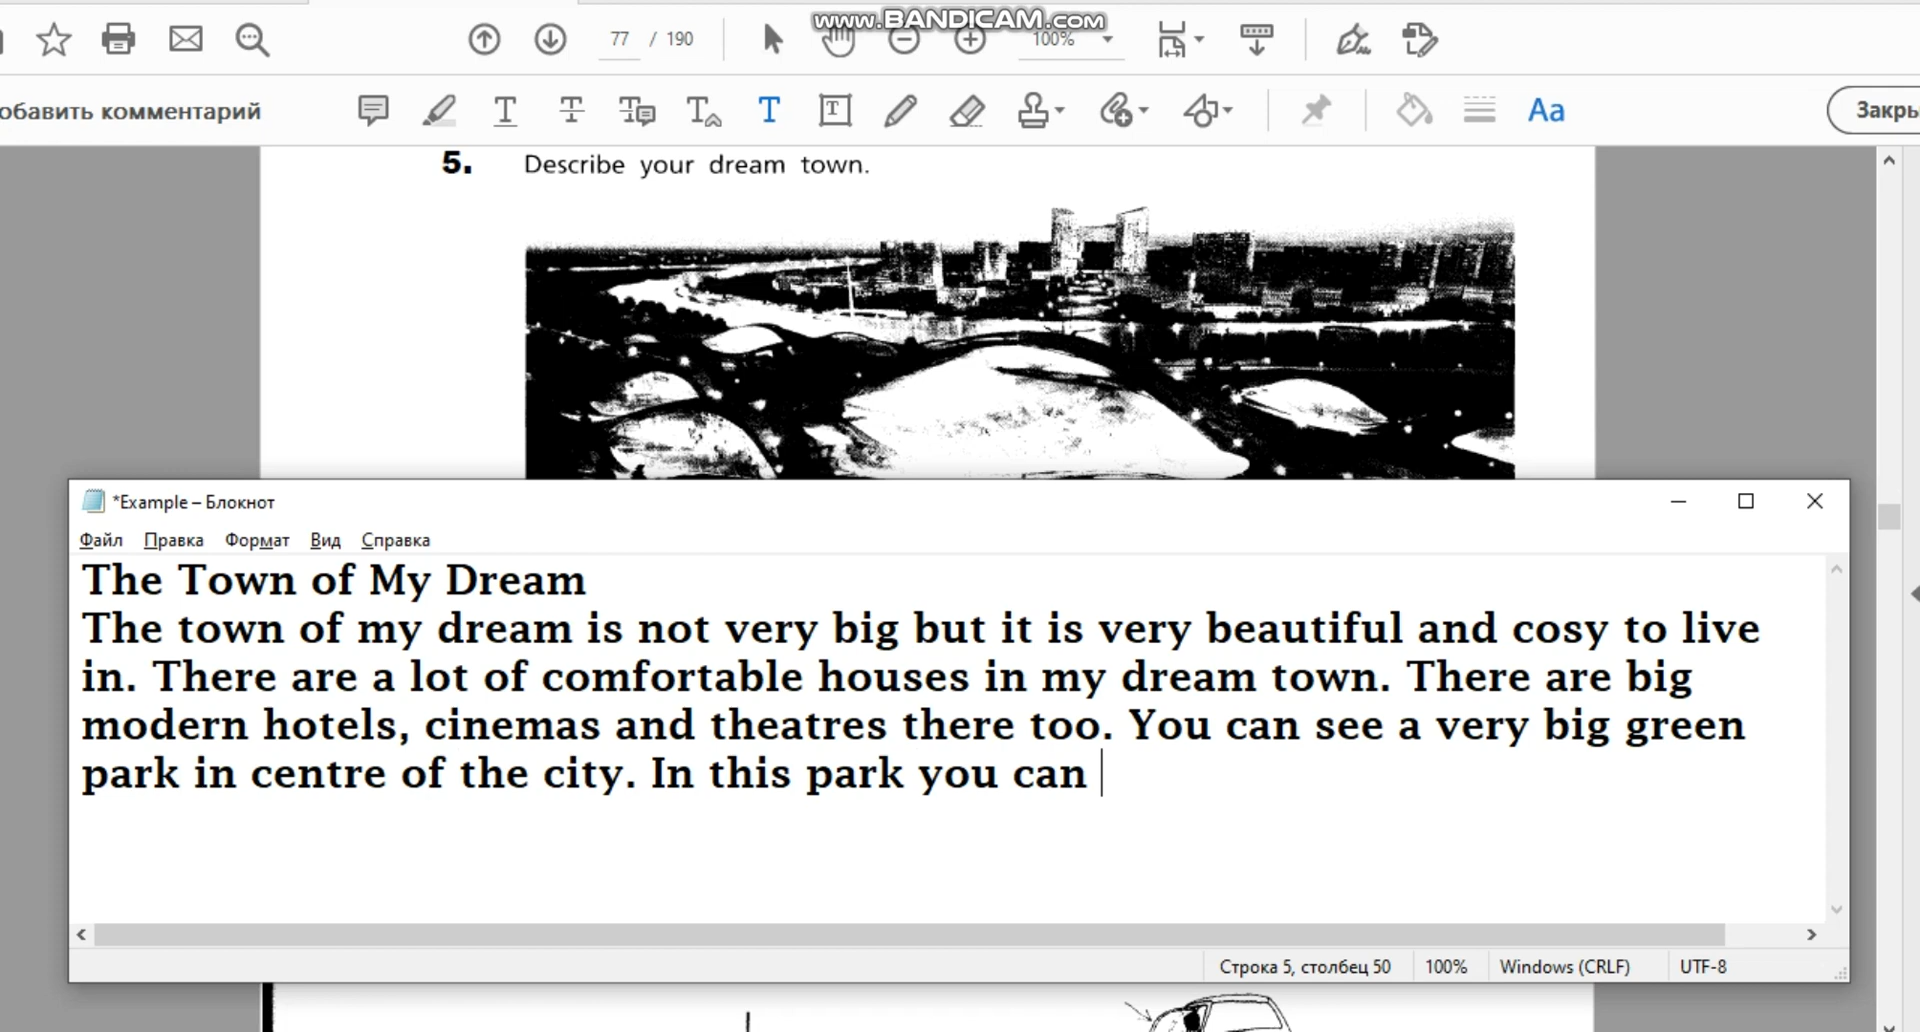 www.BANDICAM.com
77 / 190
100%
обавить комментарий
Aa
Закры
5. Describe your dream town.
*Example – Блокнот
Файл Правка Формат Вид Справка
The Town of My Dream
The town of my dream is not very big but it is very beautiful and cosy to live
in. There are a lot of comfortable houses in my dream town. There are big
modern hotels, cinemas and theatres there too. You can see a very big green
park in centre of the city. In this park you can
Строка 5, столбец 50 100% Windows (CRLF) UTF-8